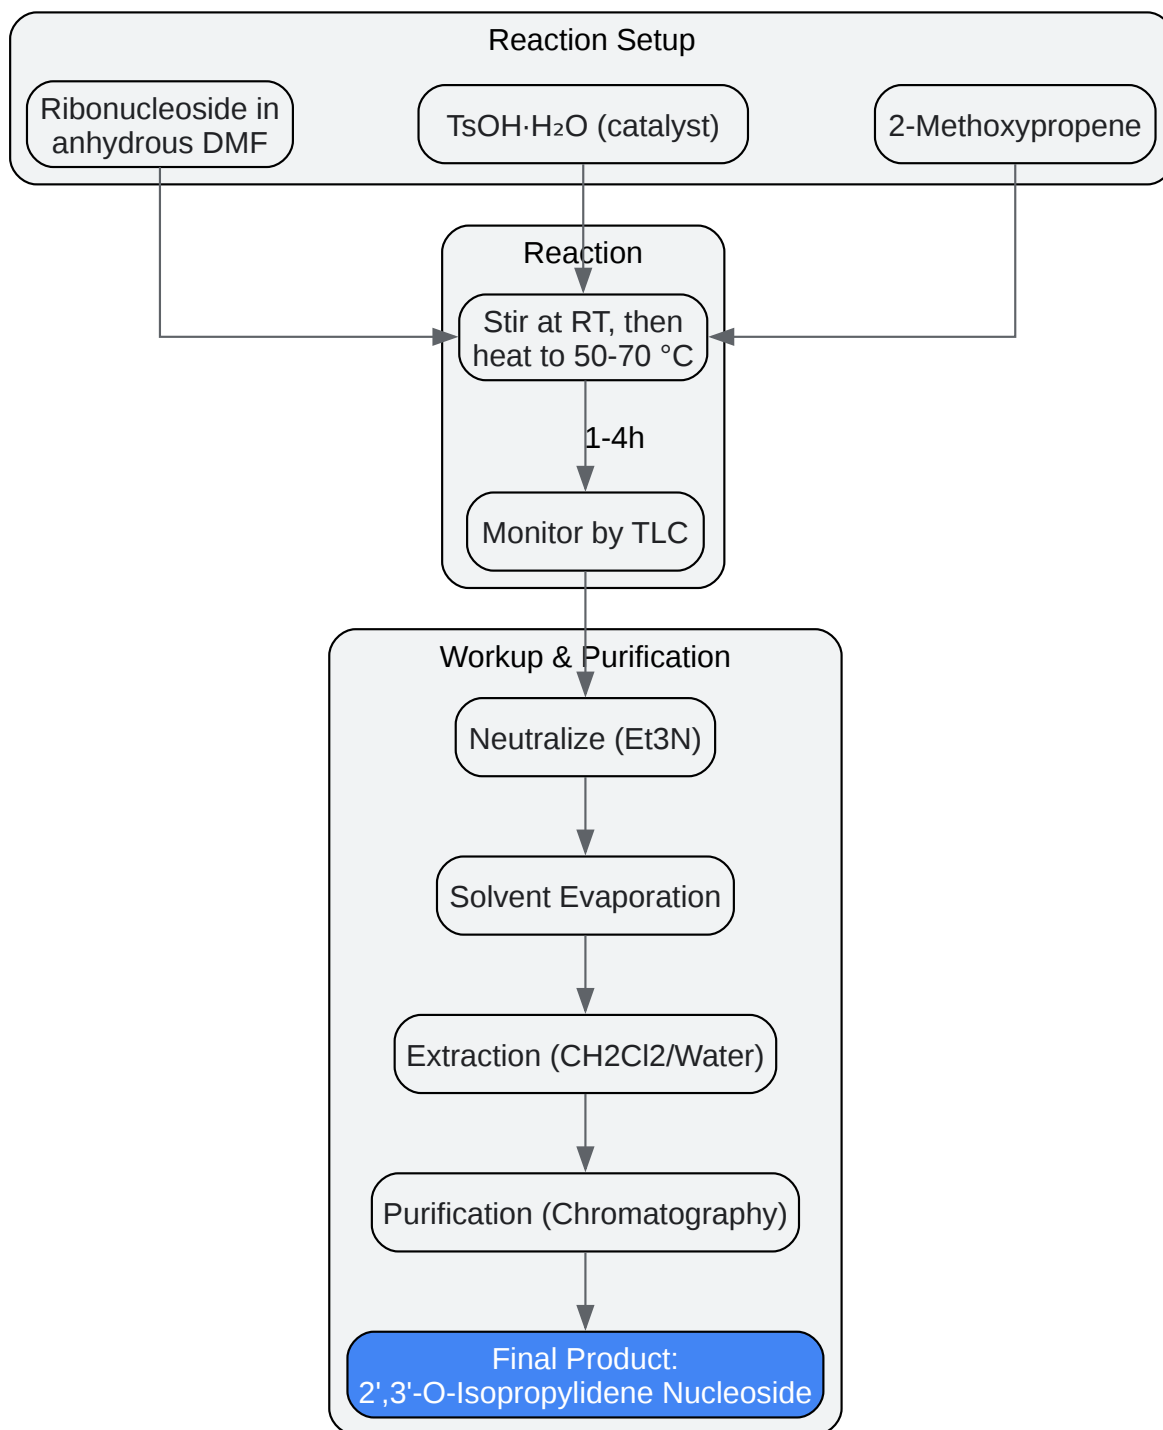 Reaction Setup
Ribonucleoside in
anhydrous DMF
TsOH·H₂O (catalyst)
2-Methoxypropene
Reaction
Stir at RT, then
heat to 50-70 °C
1-4h
Monitor by TLC
Workup & Purification
Neutralize (Et3N)
Solvent Evaporation
Extraction (CH2Cl2/Water)
Purification (Chromatography)
Final Product:
2',3'-O-Isopropylidene Nucleoside